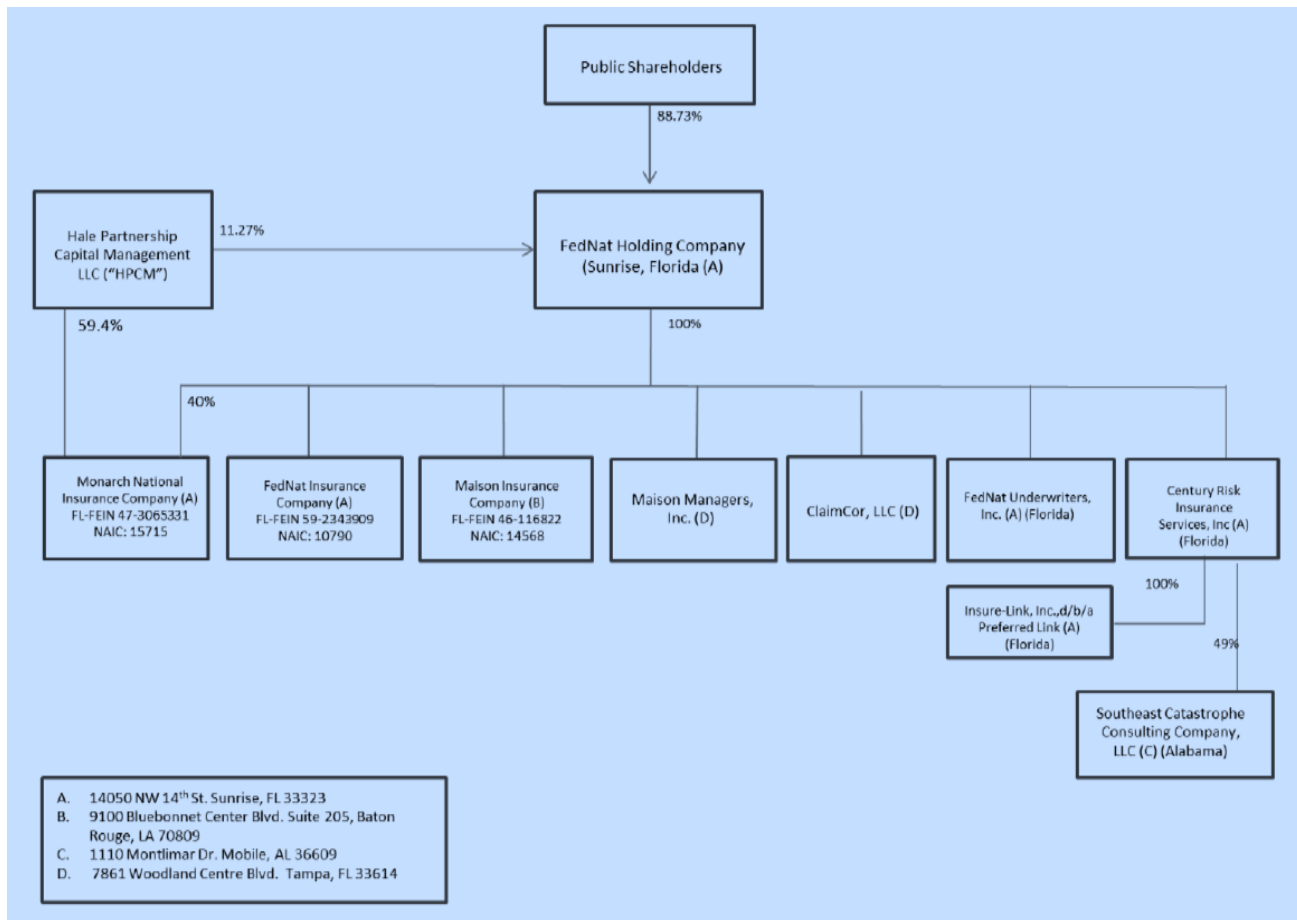 Public Shareholders
88.73%
Hale Partnership
Capital Management
LLC (“HPCM”)
11.27%
FedNat Holding Company
(Sunrise, Florida (A)
59.4%
100%
40%
Monarch National
Insurance Company (A)
FL-FEIN 47-3065331
NAIC: 15715
FedNat Insurance
Company (A)
FL-FEIN 59-2343909
NAIC: 10790
Maison Insurance
Company (B)
FL-FEIN 46-116822
NAIC: 14568
Maison Managers,
Inc. (D)
ClaimCor, LLC (D)
FedNat Underwriters,
Inc. (A) (Florida)
Century Risk
Insurance
Services, Inc (A)
(Florida)
100%
Insure-Link, Inc.,d/b/a
Preferred Link (A)
(Florida)
49%
Southeast Catastrophe
Consulting Company,
LLC (C) (Alabama)
A. 14050 NW 14th St. Sunrise, FL 33323
B. 9100 Bluebonnet Center Blvd. Suite 205, Baton
Rouge, LA 70809
C. 1110 Montlimar Dr. Mobile, AL 36609
D. 7861 Woodland Centre Blvd. Tampa, FL 33614